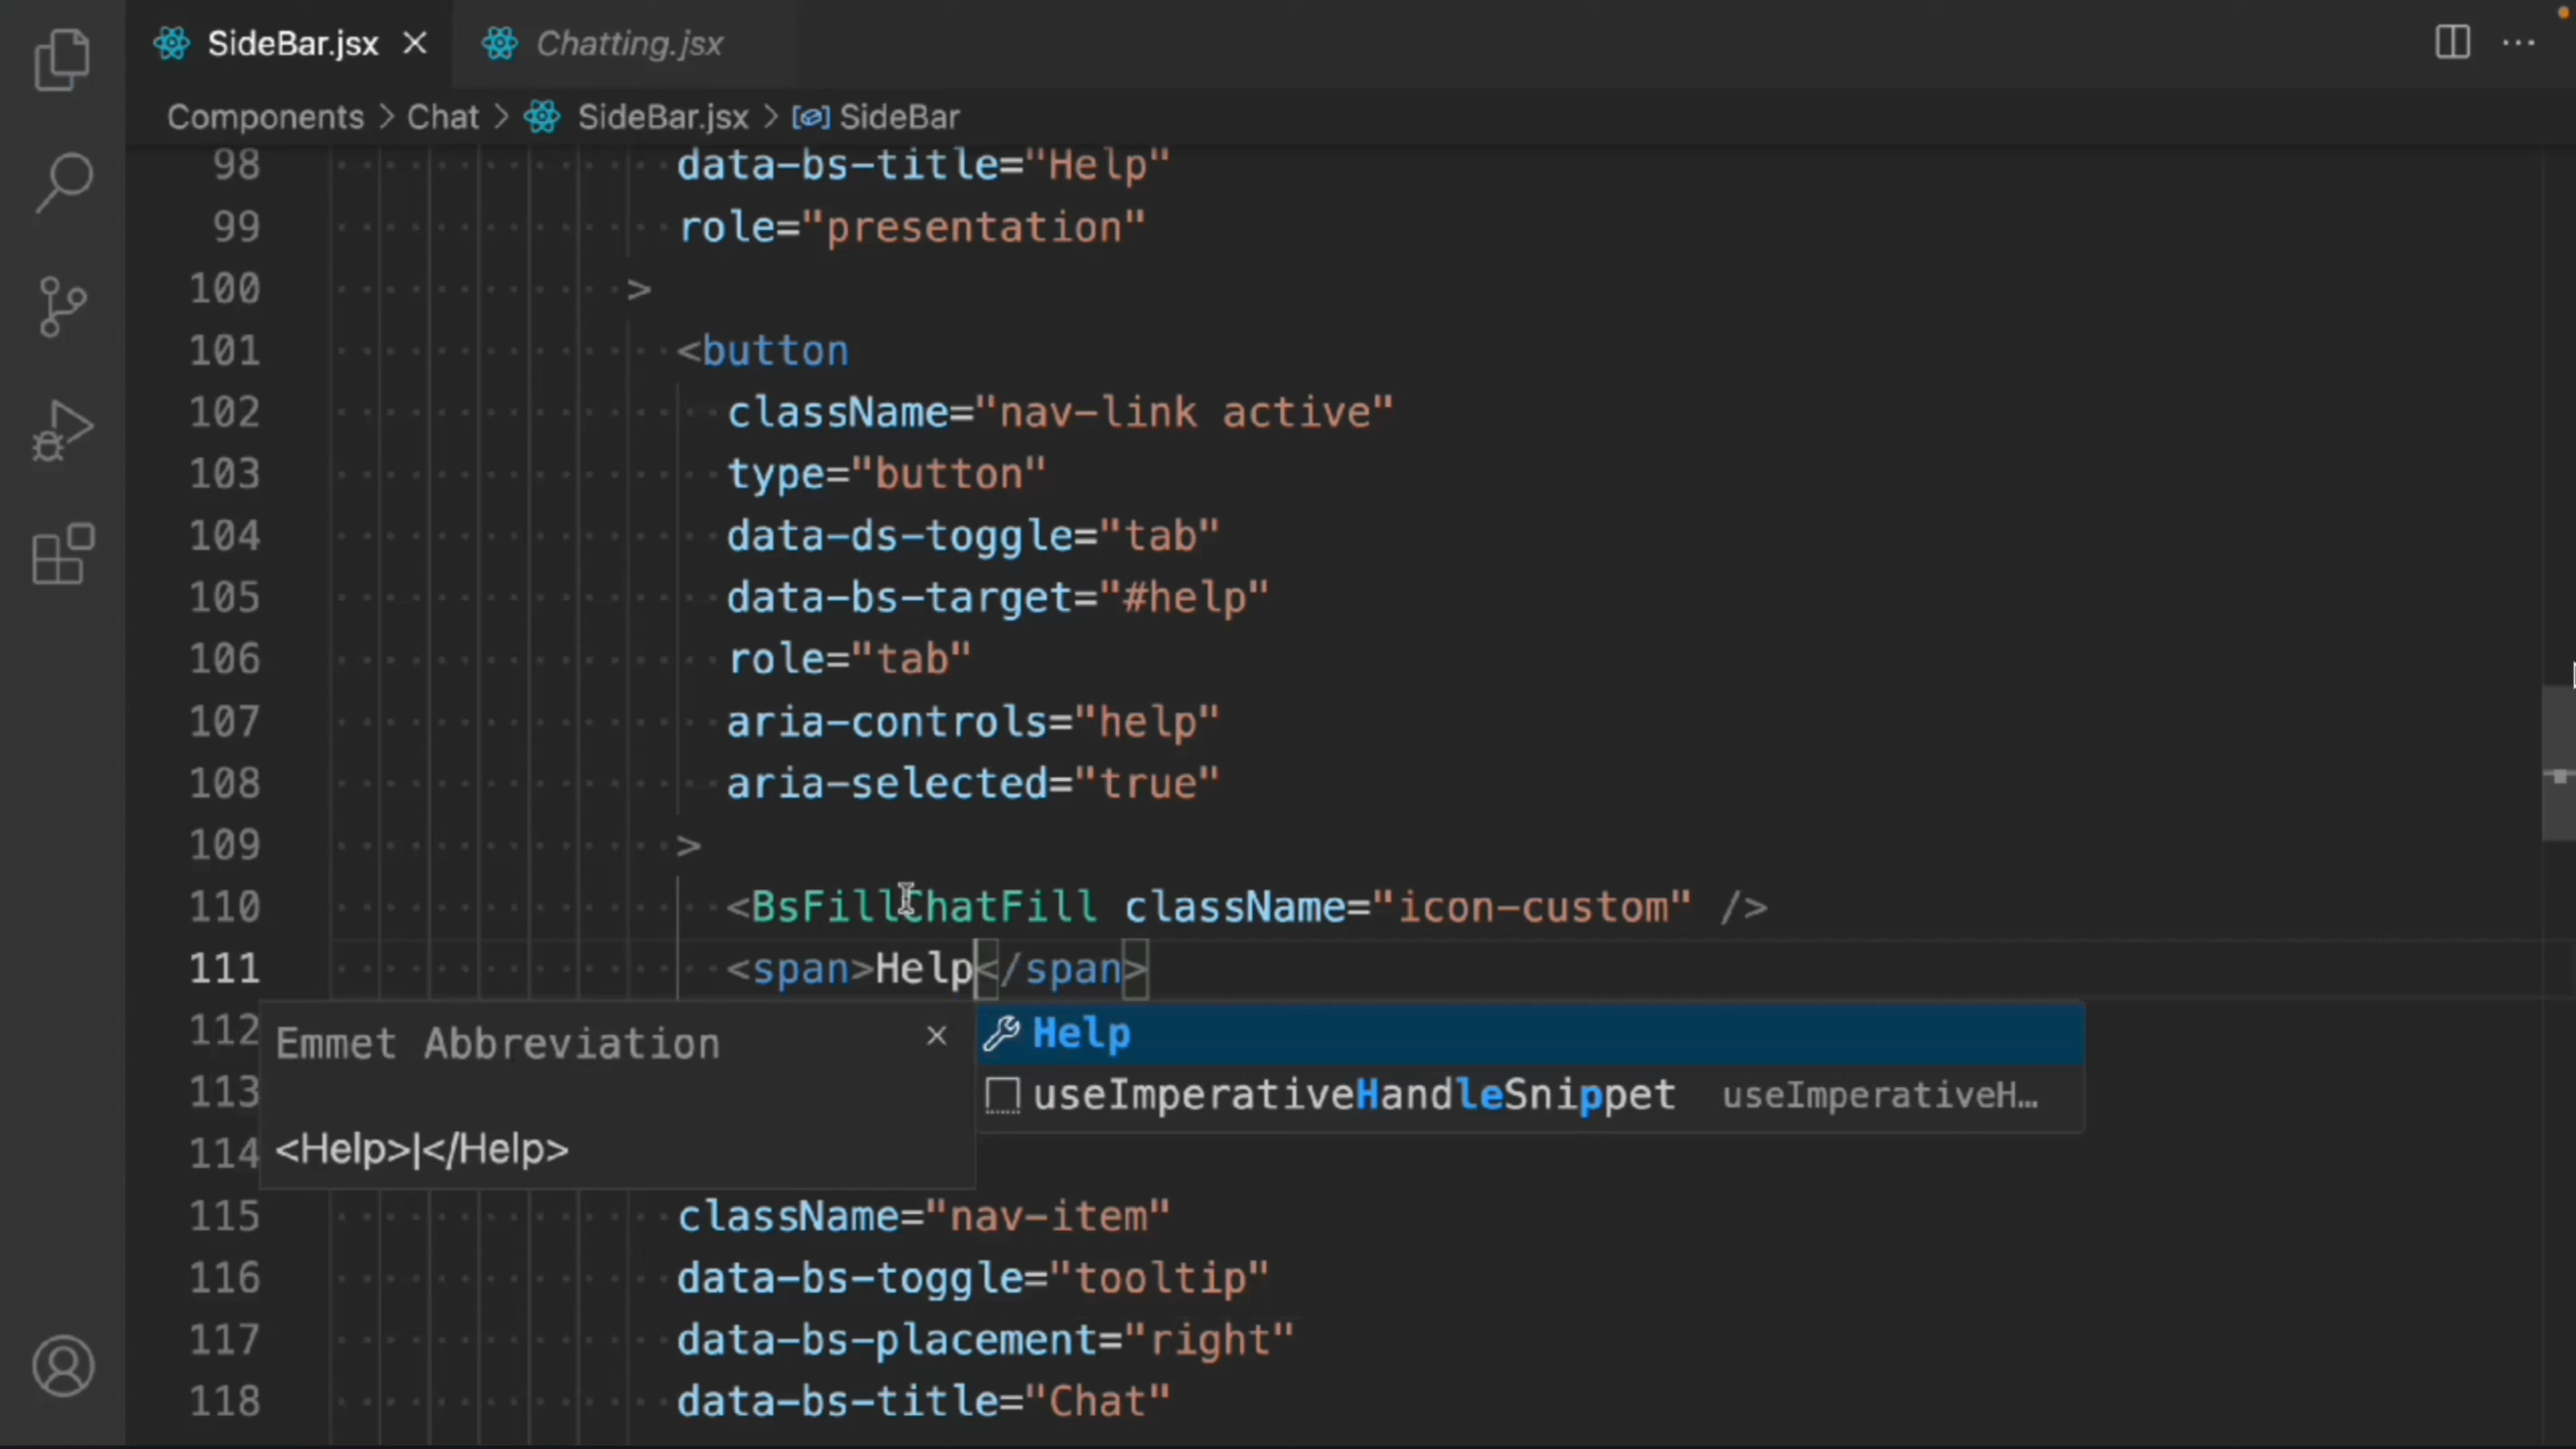 SideBar.jsx
Chatting.jsx
Components > Chat > SideBar.jsx > SideBar
98 data-bs-title="Help"
99 role="presentation"
100 >
101 <button
102 className="nav-link active"
103 type="button"
104 data-ds-toggle="tab"
105 data-bs-target="#help"
106 role="tab"
107 aria-controls="help"
108 aria-selected="true"
109 >
110 <BsFillChatFill className="icon-custom" />
111 <span>Help</span>
112
Emmet Abbreviation
Help
113
useImperativeHandleSnippet useImperativeH…
114
<Help>|</Help>
115 className="nav-item"
116 data-bs-toggle="tooltip"
117 data-bs-placement="right"
118 data-bs-title="Chat"